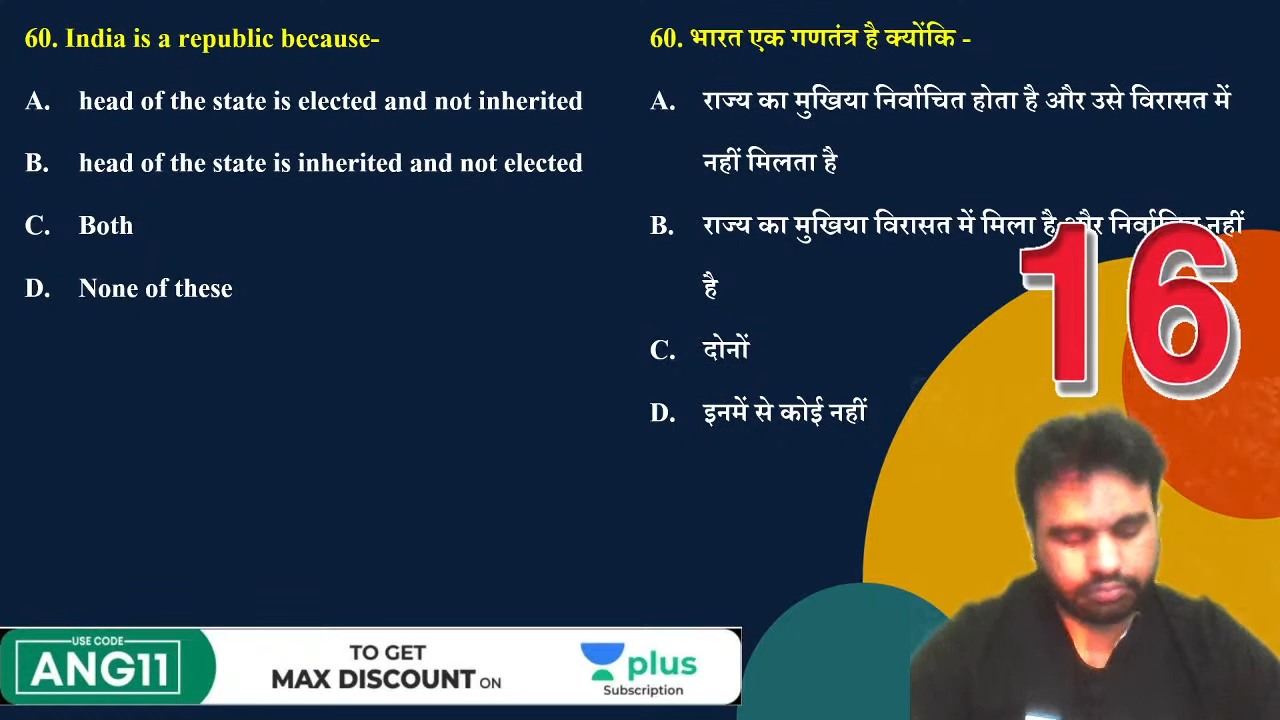 60. India is a republic because-
A. head of the state is elected and not inherited
B. head of the state is inherited and not elected
C. Both
D. None of these
60. भारत एक गणतंत्र है क्योंकि -
A. राज्य का मुखिया निर्वाचित होता है और उसे विरासत में
नहीं मिलता है
B. राज्य का मुखिया विरासत में मिला है और निर्वाचित नहीं
है
C. दोनों
D. इनमें से कोई नहीं
16
USE CODE
ANG11
TO GET
MAX DISCOUNT ON
plus
Subscription